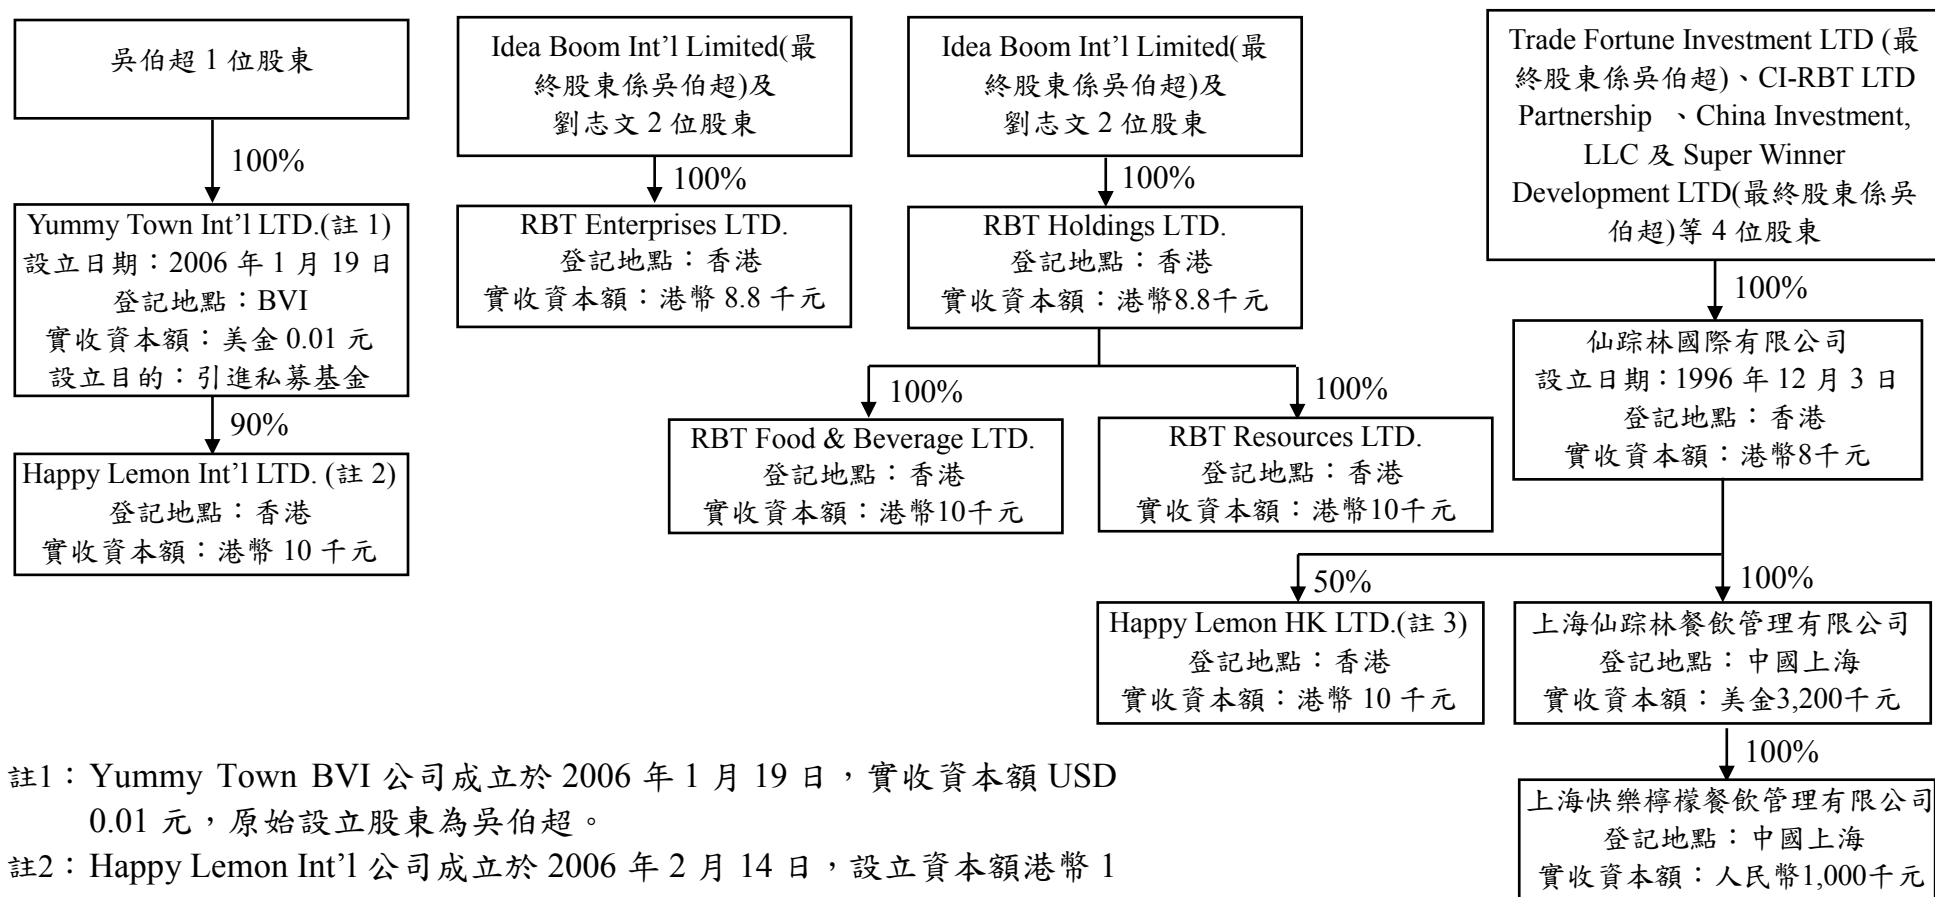 吳伯超 1 位股東
100%
Yummy Town Int’l LTD.(註 1)
設立日期：2006 年 1 月 19 日
登記地點：BVI
實收資本額：美金 0.01 元
設立目的：引進私募基金
90%
Happy Lemon Int’l LTD. (註 2)
登記地點：香港
實收資本額：港幣 10 千元
Idea Boom Int’l Limited(最
終股東係吳伯超)及
劉志文 2 位股東
100%
RBT Enterprises LTD.
登記地點：香港
實收資本額：港幣 8.8 千元
Idea Boom Int’l Limited(最
終股東係吳伯超)及
劉志文 2 位股東
100%
RBT Holdings LTD.
登記地點：香港
實收資本額：港幣8.8千元
100%
RBT Food & Beverage LTD.
登記地點：香港
實收資本額：港幣10千元
100%
RBT Resources LTD.
登記地點：香港
實收資本額：港幣10千元
Trade Fortune Investment LTD (最
終股東係吳伯超)、CI-RBT LTD
Partnership 、China Investment,
LLC 及 Super Winner
Development LTD(最終股東係吳
伯超)等 4 位股東
100%
仙踪林國際有限公司
設立日期：1996 年 12 月 3 日
登記地點：香港
實收資本額：港幣8千元
50%
Happy Lemon HK LTD.(註 3)
登記地點：香港
實收資本額：港幣 10 千元
100%
上海仙踪林餐飲管理有限公司
登記地點：中國上海
實收資本額：美金3,200千元
100%
上海快樂檸檬餐飲管理有限公司
登記地點：中國上海
實收資本額：人民幣1,000千元
註1：Yummy Town BVI 公司成立於 2006 年 1 月 19 日，實收資本額 USD
0.01 元，原始設立股東為吳伯超。
註2：Happy Lemon Int’l 公司成立於 2006 年 2 月 14 日，設立資本額港幣 1